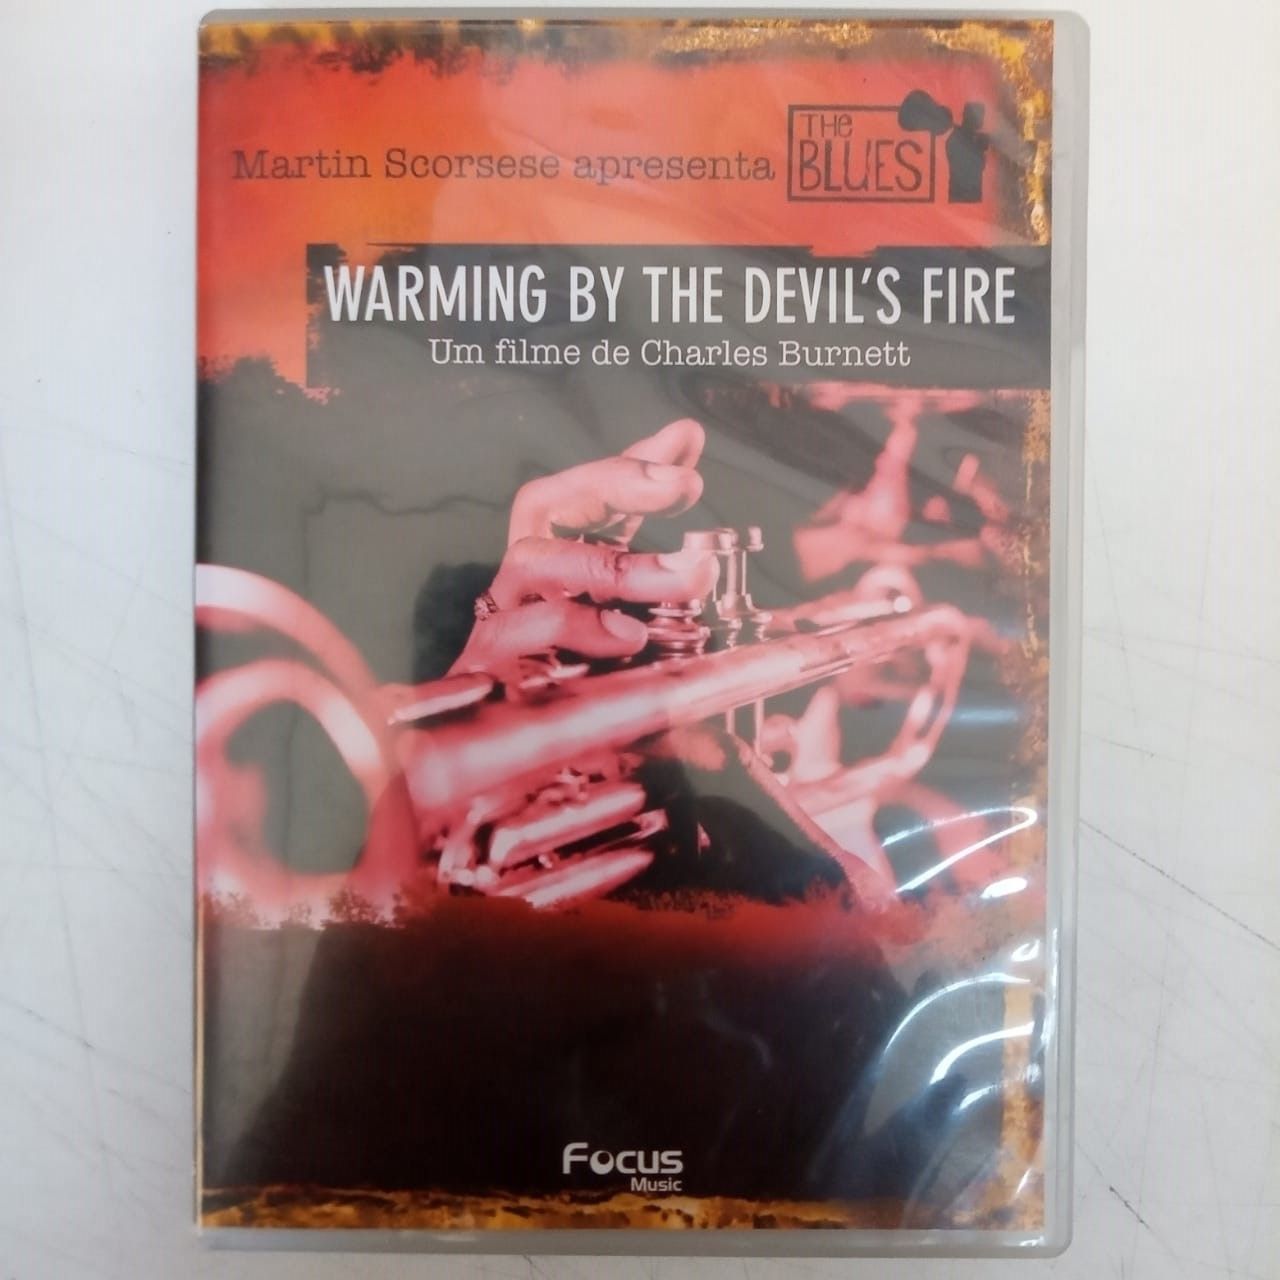 Martin Scorsese apresenta
THe
BLUES
WARMING BY THE DEVIL'S FIRE
Um filme de Charles Burnett
Focus
Music